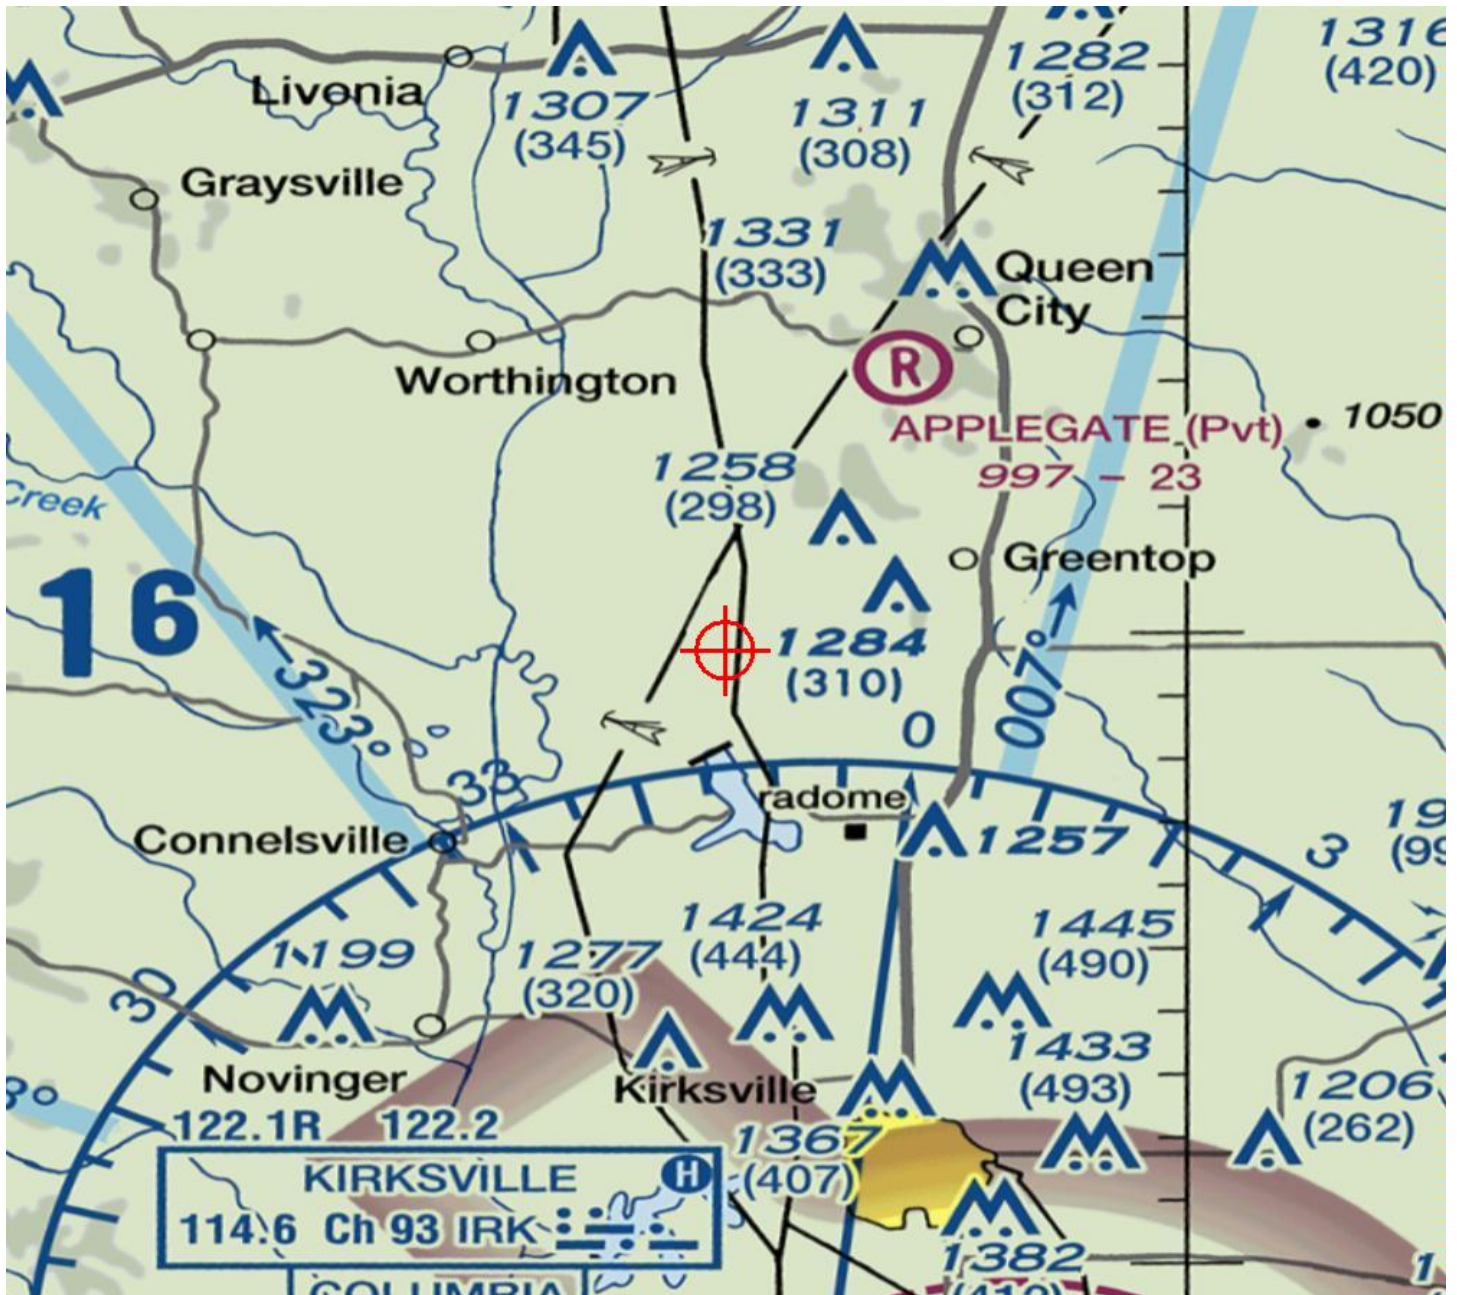 1282
(312)
1316
(420)
Livonia
1307
(345)
1311
(308)
Graysville
1331
(333)
Queen
City
R
Worthington
APPLEGATE (Pvt)
997 - 23
1050
1258
(298)
Creek
Greentop
16
323°
1284
(310)
007°
0
33
radome
Connelsville
1257
3
19
(99
1424
(444)
1199
1277
(320)
1445
(490)
30
1433
(493)
Novinger
Kirksville
1206
(262)
122.1R 122.2
1367
(407)
KIRKSVILLE H
114.6 Ch 93 IRK
1382
COLUMBIA